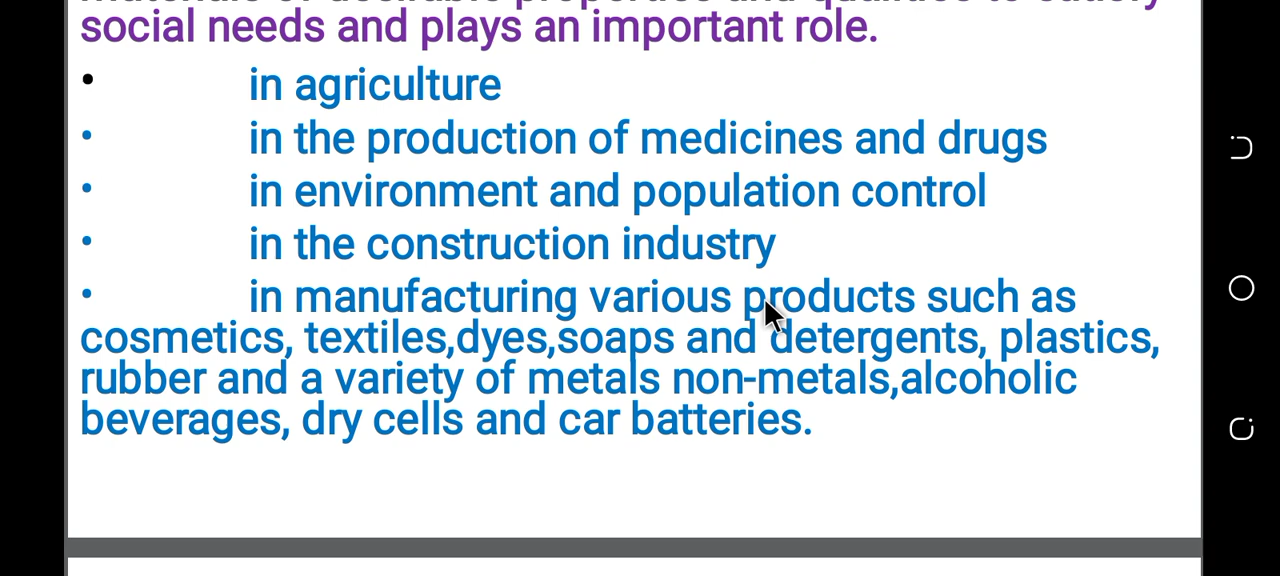 social needs and plays an important role.
• in agriculture
• in the production of medicines and drugs
• in environment and population control
• in the construction industry
• in manufacturing various products such as
cosmetics, textiles,dyes,soaps and detergents, plastics,
rubber and a variety of metals non-metals,alcoholic
beverages, dry cells and car batteries.